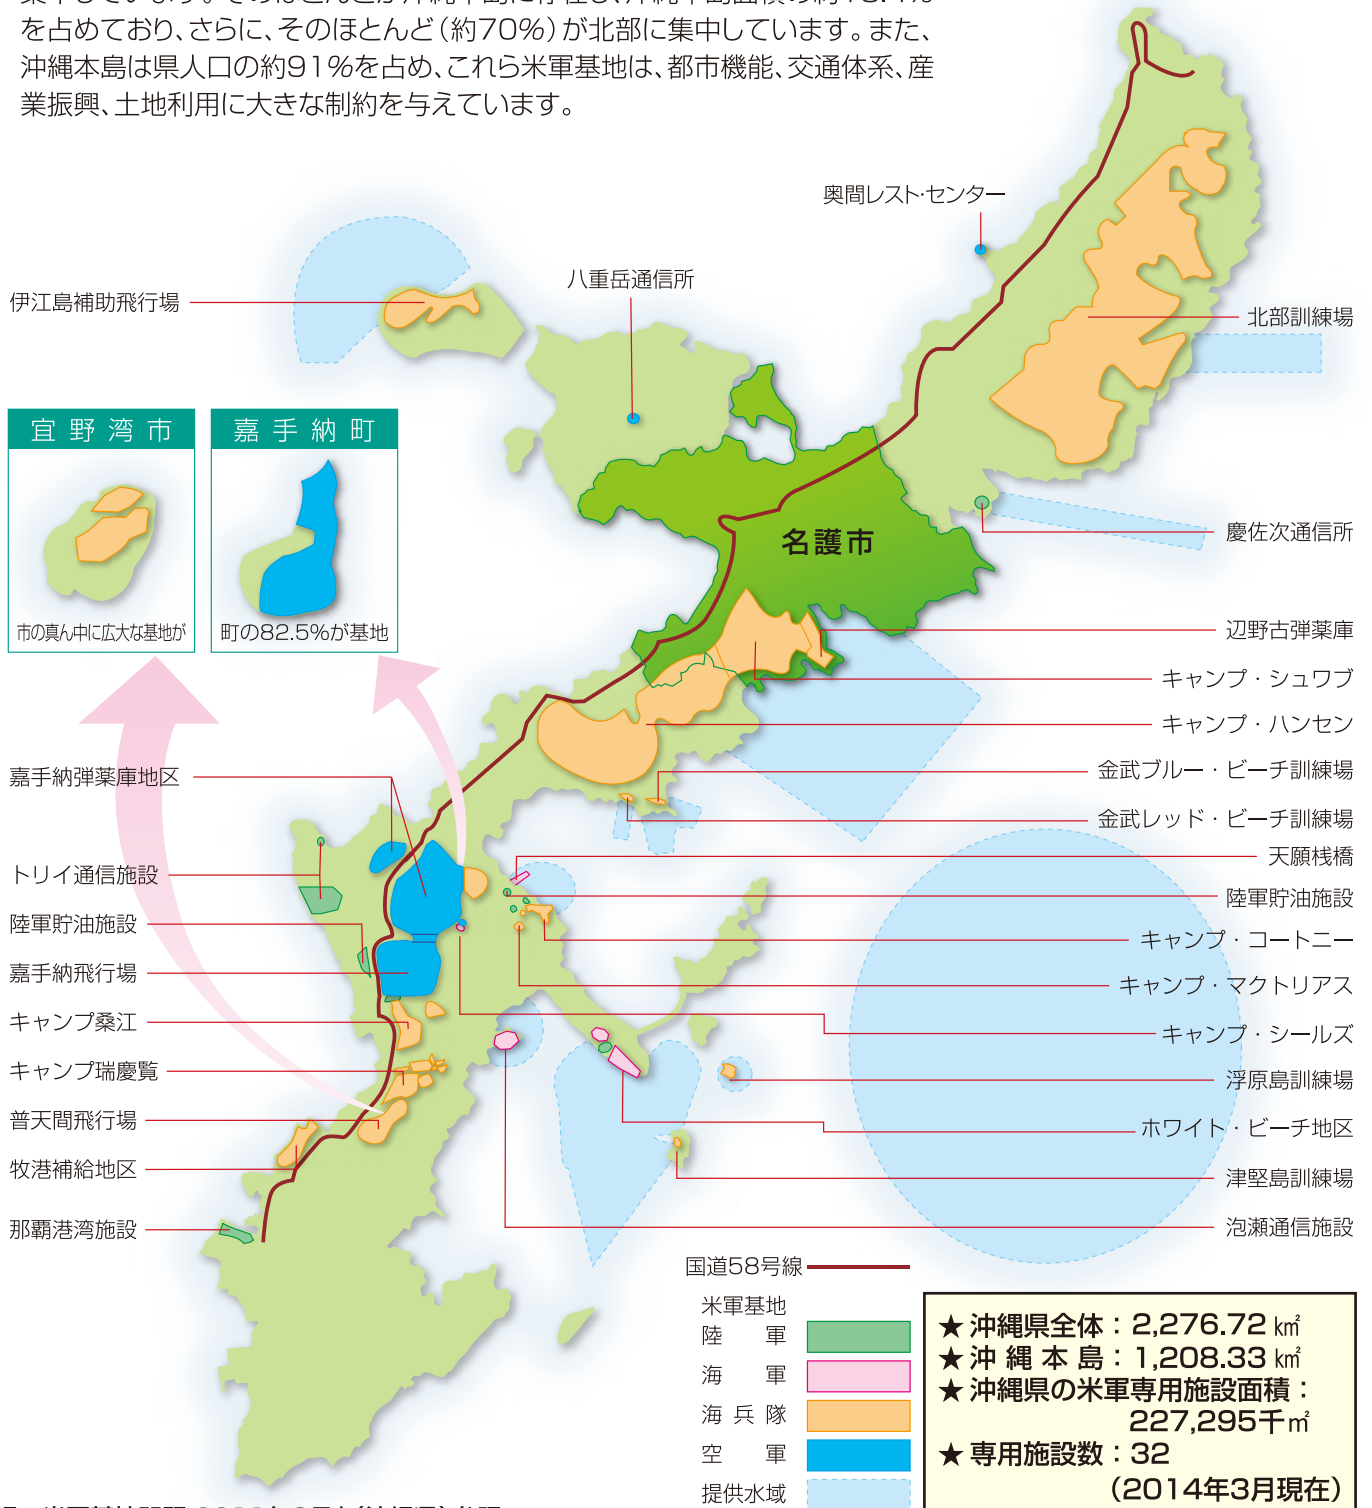 を占めており、さらに、そのほとんど（約70％）が北部に集中しています。また、
沖縄本島は県人口の約91％を占め、これら米軍基地は、都市機能、交通体系、産
業振興、土地利用に大きな制約を与えています。
奥間レスト・センター
八重岳通信所
伊江島補助飛行場
北部訓練場
宜野湾市
嘉手納町
市の真ん中に広大な基地が
町の82.5％が基地
名護市
慶佐次通信所
辺野古弾薬庫
キャンプ・シュワブ
キャンプ・ハンセン
金武ブルー・ビーチ訓練場
金武レッド・ビーチ訓練場
天願桟橋
陸軍貯油施設
キャンプ・コートニー
キャンプ・マクトリアス
キャンプ・シールズ
浮原島訓練場
ホワイト・ビーチ地区
津堅島訓練場
泡瀬通信施設
嘉手納弾薬庫地区
トリイ通信施設
陸軍貯油施設
嘉手納飛行場
キャンプ桑江
キャンプ瑞慶覧
普天間飛行場
牧港補給地区
那覇港湾施設
国道58号線
米軍基地
陸軍
海軍
海兵隊
空軍
提供水域
★沖縄県全体：2,276.72㎢
★沖縄本島：1,208.33㎢
★沖縄県の米軍専用施設面積：
227,295千㎡
★専用施設数：32
（2014年3月現在）